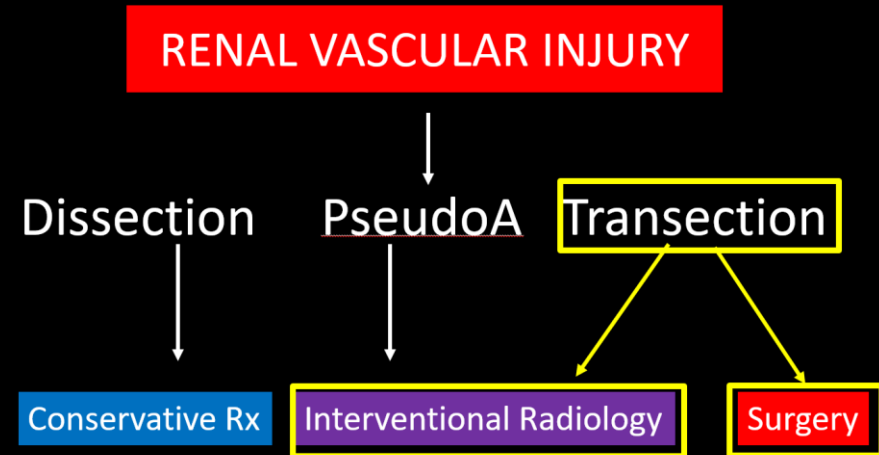 RENAL VASCULAR INJURY
Dissection PseudoA Transection
Conservative Rx Interventional Radiology Surgery